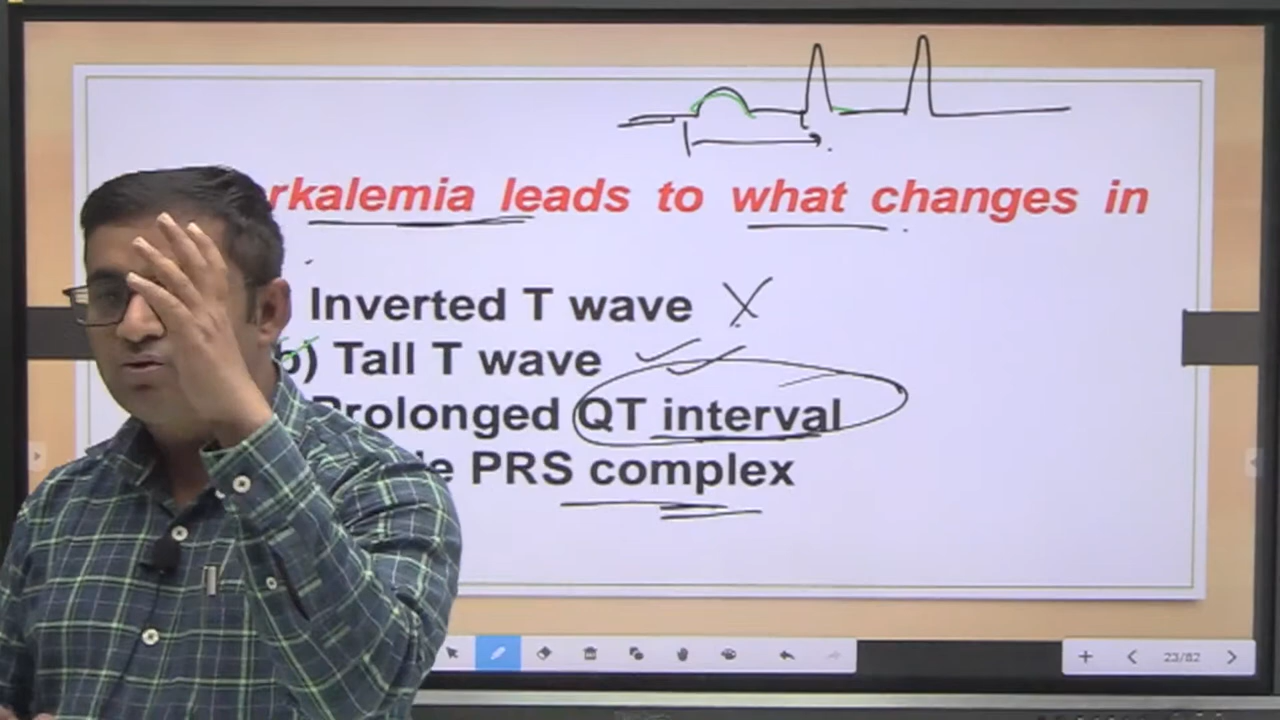 rkalemia leads to what changes in
Inverted T wave X
b) Tall T wave
Prolonged QT interval
PRS complex
23/82